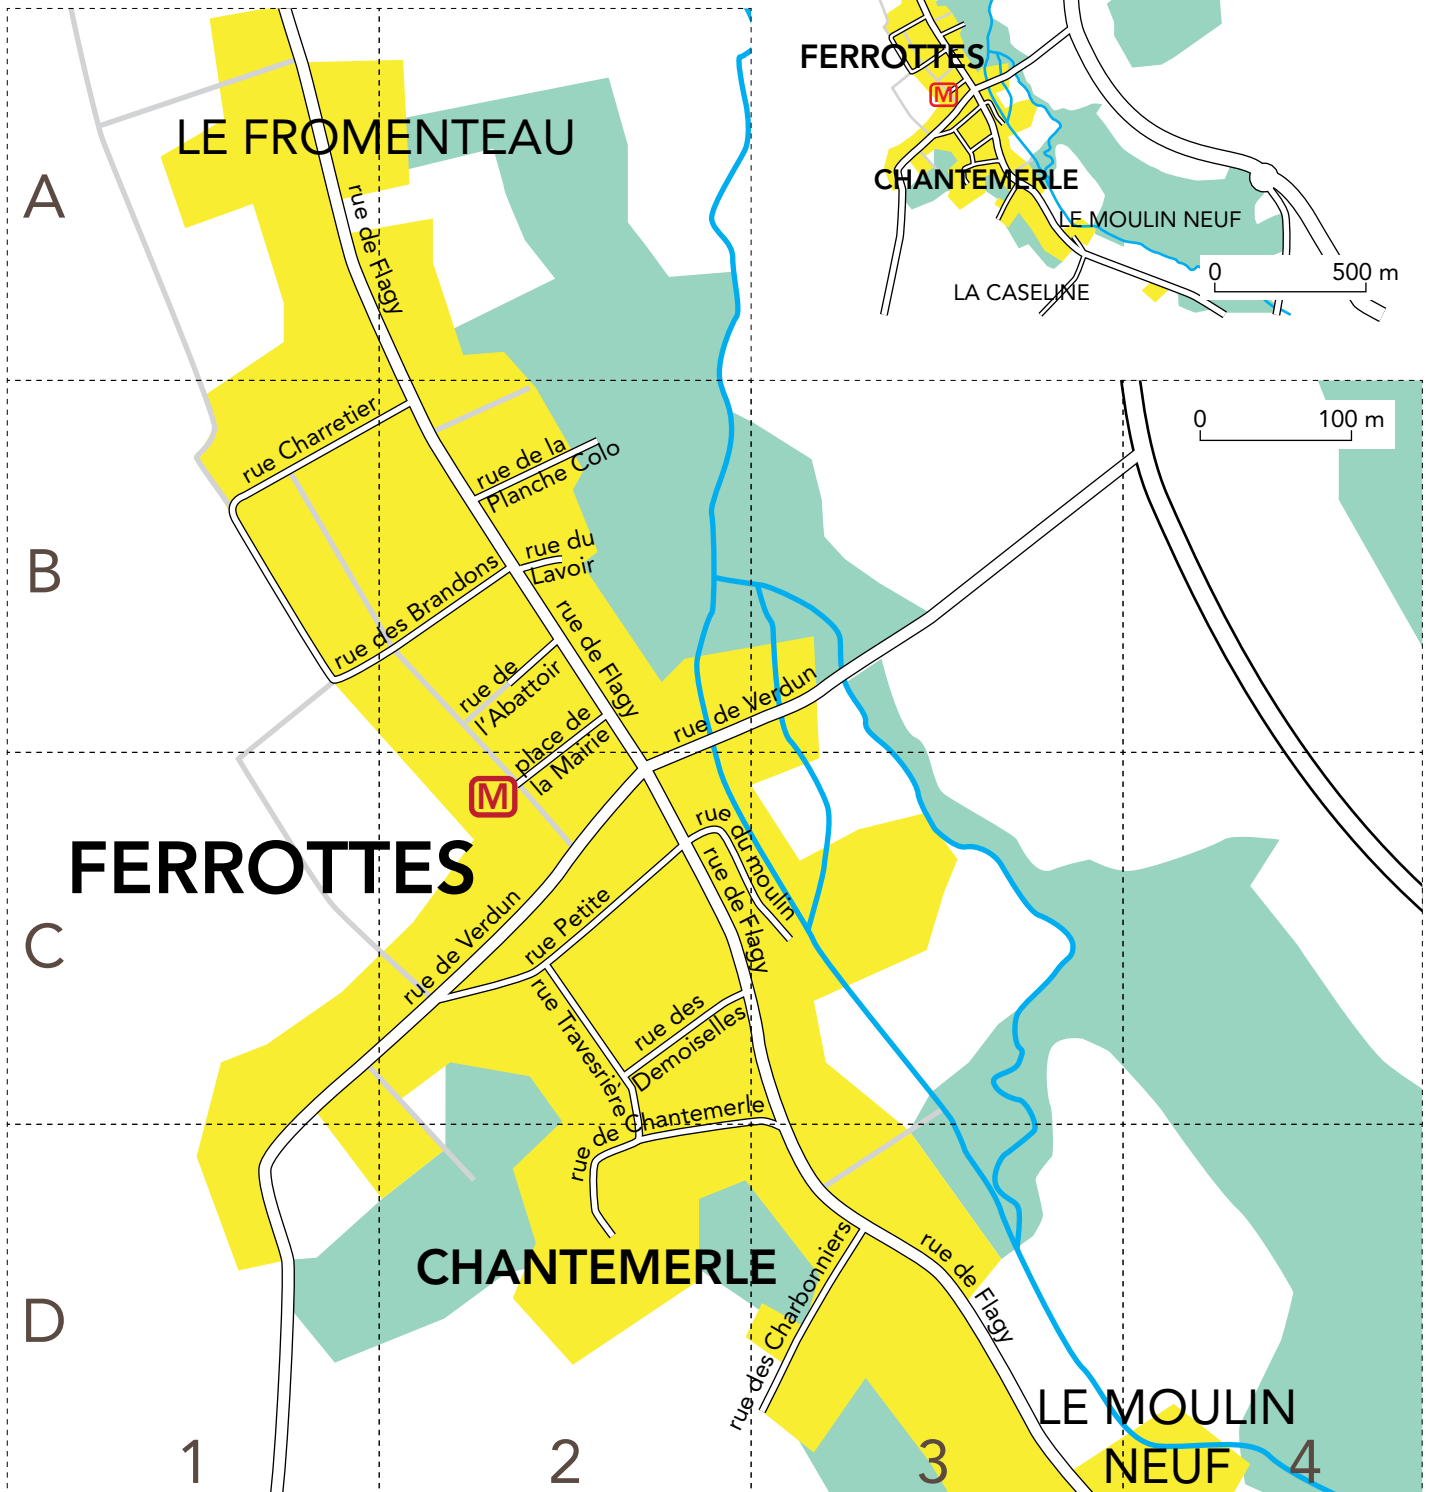 FERROTTES
M
CHANTEMERLE
LE MOULIN NEUF
LA CASELINE
0 500 m
LE FROMENTEAU
A
rue de Flagy
0 100 m
rue Charretier
rue de la
Planche Colo
B
rue du
Lavoir
rue des Brandons
rue de Flagy
rue de
l'Abattoir
place de
la Mairie
rue de Verdun
M
FERROTTES
rue du moulin
rue de Flagy
C
rue de Verdun
rue Petite
rue Travesrière
rue des
Demoiselles
rue de Chantemerle
CHANTEMERLE
D
rue des Charbonniers
rue de Flagy
LE MOULIN
NEUF
1
2
3
4